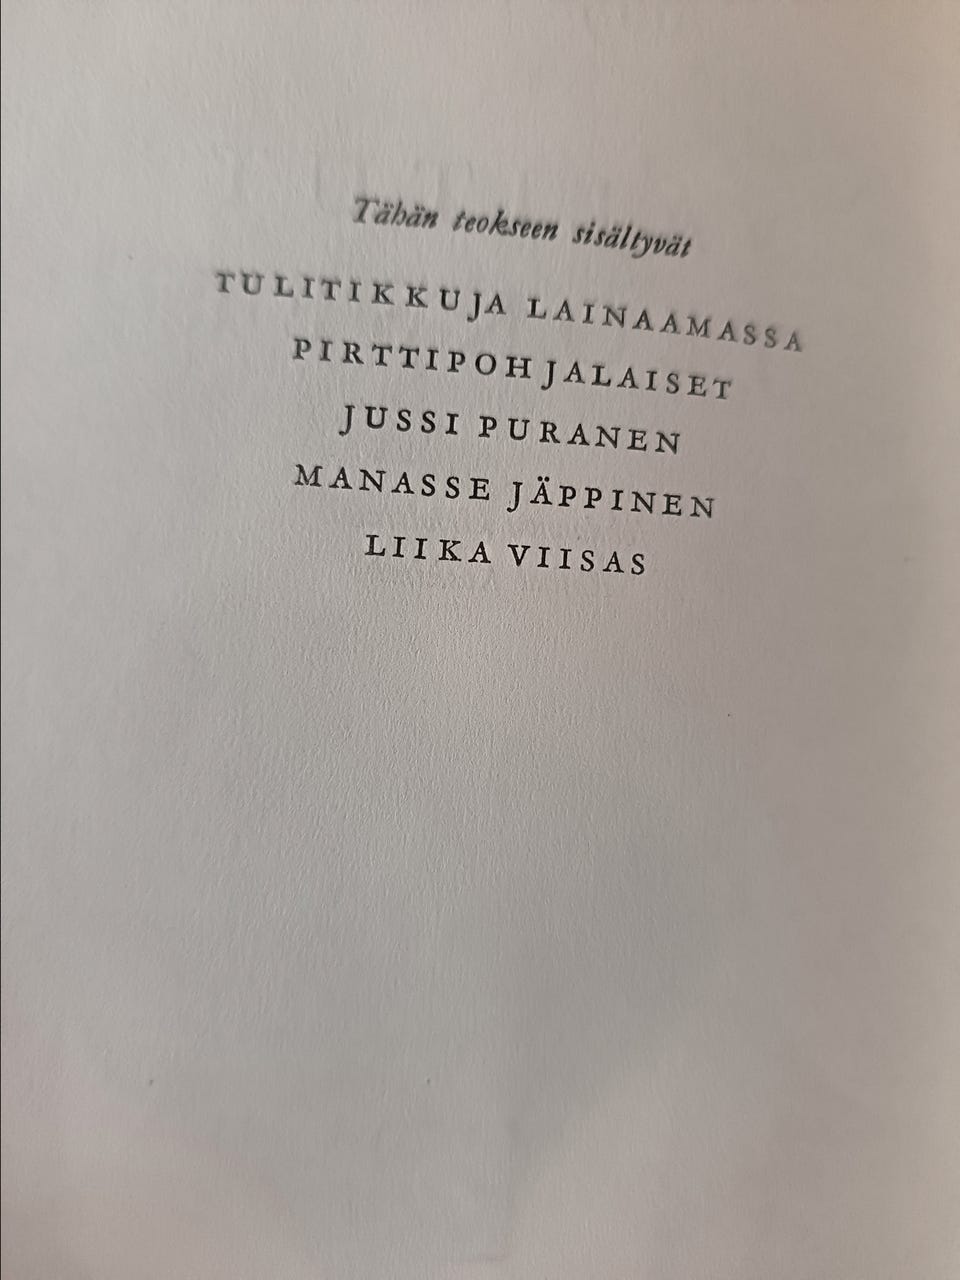 Tähän teokseen sisältyvät
TULITIKKUJA LAINAAMASSA
PIRTTIPOHJALAISET
JUSSI PURANEN
MANASSE JÄPPINEN
LIIKA VIISAS